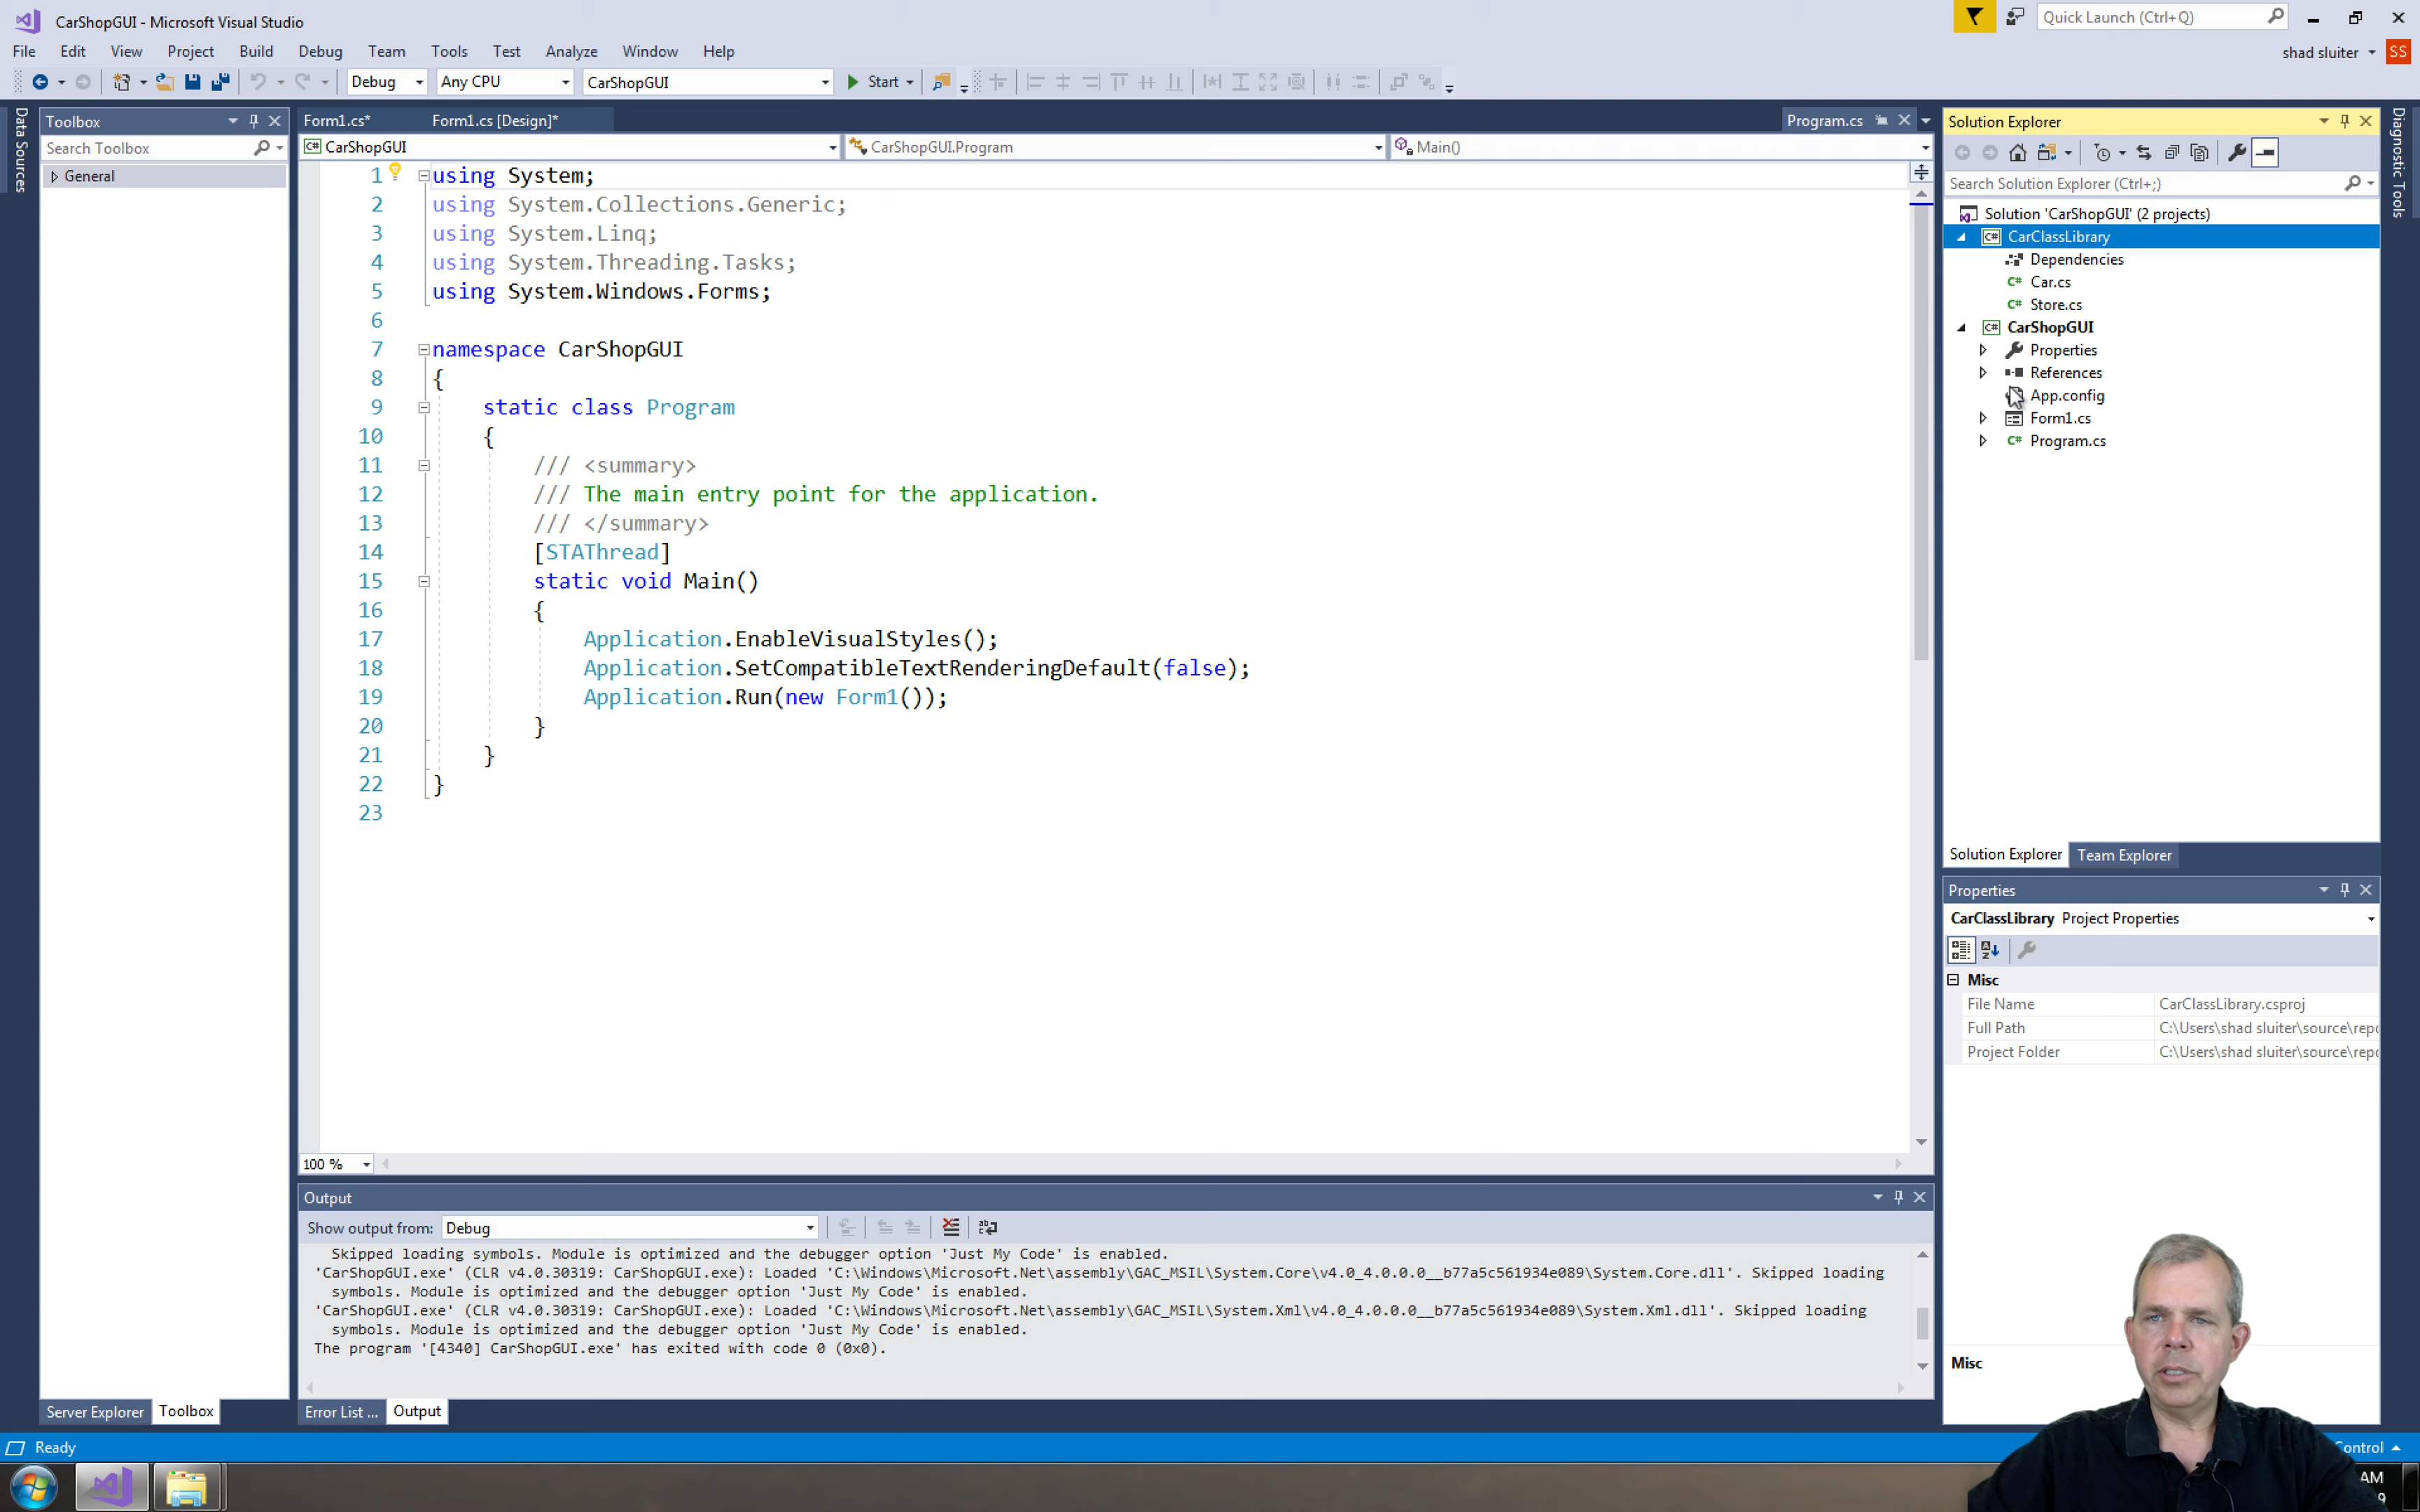 CarShopGUI - Microsoft Visual Studio
Quick Launch (Ctrl+Q)
File Edit View Project Build Debug Team Tools Test Analyze Window Help
shad sluiter SS
Debug Any CPU CarShopGUI Start
Data Sources
Toolbox
Search Toolbox
General
Form1.cs* Form1.cs [Design]* Program.cs
CarShopGUI CarShopGUI.Program Main()
1 using System;
2 using System.Collections.Generic;
3 using System.Linq;
4 using System.Threading.Tasks;
5 using System.Windows.Forms;
6
7 namespace CarShopGUI
8 {
9 static class Program
10 {
11 /// <summary>
12 /// The main entry point for the application.
13 /// </summary>
14 [STAThread]
15 static void Main()
16 {
17 Application.EnableVisualStyles();
18 Application.SetCompatibleTextRenderingDefault(false);
19 Application.Run(new Form1());
20 }
21 }
22 }
23
100 %
Output
Show output from: Debug
Skipped loading symbols. Module is optimized and the debugger option 'Just My Code' is enabled.
'CarShopGUI.exe' (CLR v4.0.30319: CarShopGUI.exe): Loaded 'C:\Windows\Microsoft.Net\assembly\GAC_MSIL\System.Core\v4.0_4.0.0.0__b77a5c561934e089\System.Core.dll'. Skipped loading
symbols. Module is optimized and the debugger option 'Just My Code' is enabled.
'CarShopGUI.exe' (CLR v4.0.30319: CarShopGUI.exe): Loaded 'C:\Windows\Microsoft.Net\assembly\GAC_MSIL\System.Xml\v4.0_4.0.0.0__b77a5c561934e089\System.Xml.dll'. Skipped loading
symbols. Module is optimized and the debugger option 'Just My Code' is enabled.
The program '[4340] CarShopGUI.exe' has exited with code 0 (0x0).
Server Explorer Toolbox
Error List ... Output
Solution Explorer
Search Solution Explorer (Ctrl+;)
Solution 'CarShopGUI' (2 projects)
C# CarClassLibrary
Dependencies
C# Car.cs
C# Store.cs
C# CarShopGUI
Properties
References
App.config
Form1.cs
C# Program.cs
Solution Explorer Team Explorer
Diagnostic Tools
Properties
CarClassLibrary Project Properties
Misc
File Name CarClassLibrary.csproj
Full Path C:\Users\shad sluiter\source\repo
Project Folder C:\Users\shad sluiter\source\repo
Misc
Ready
AM